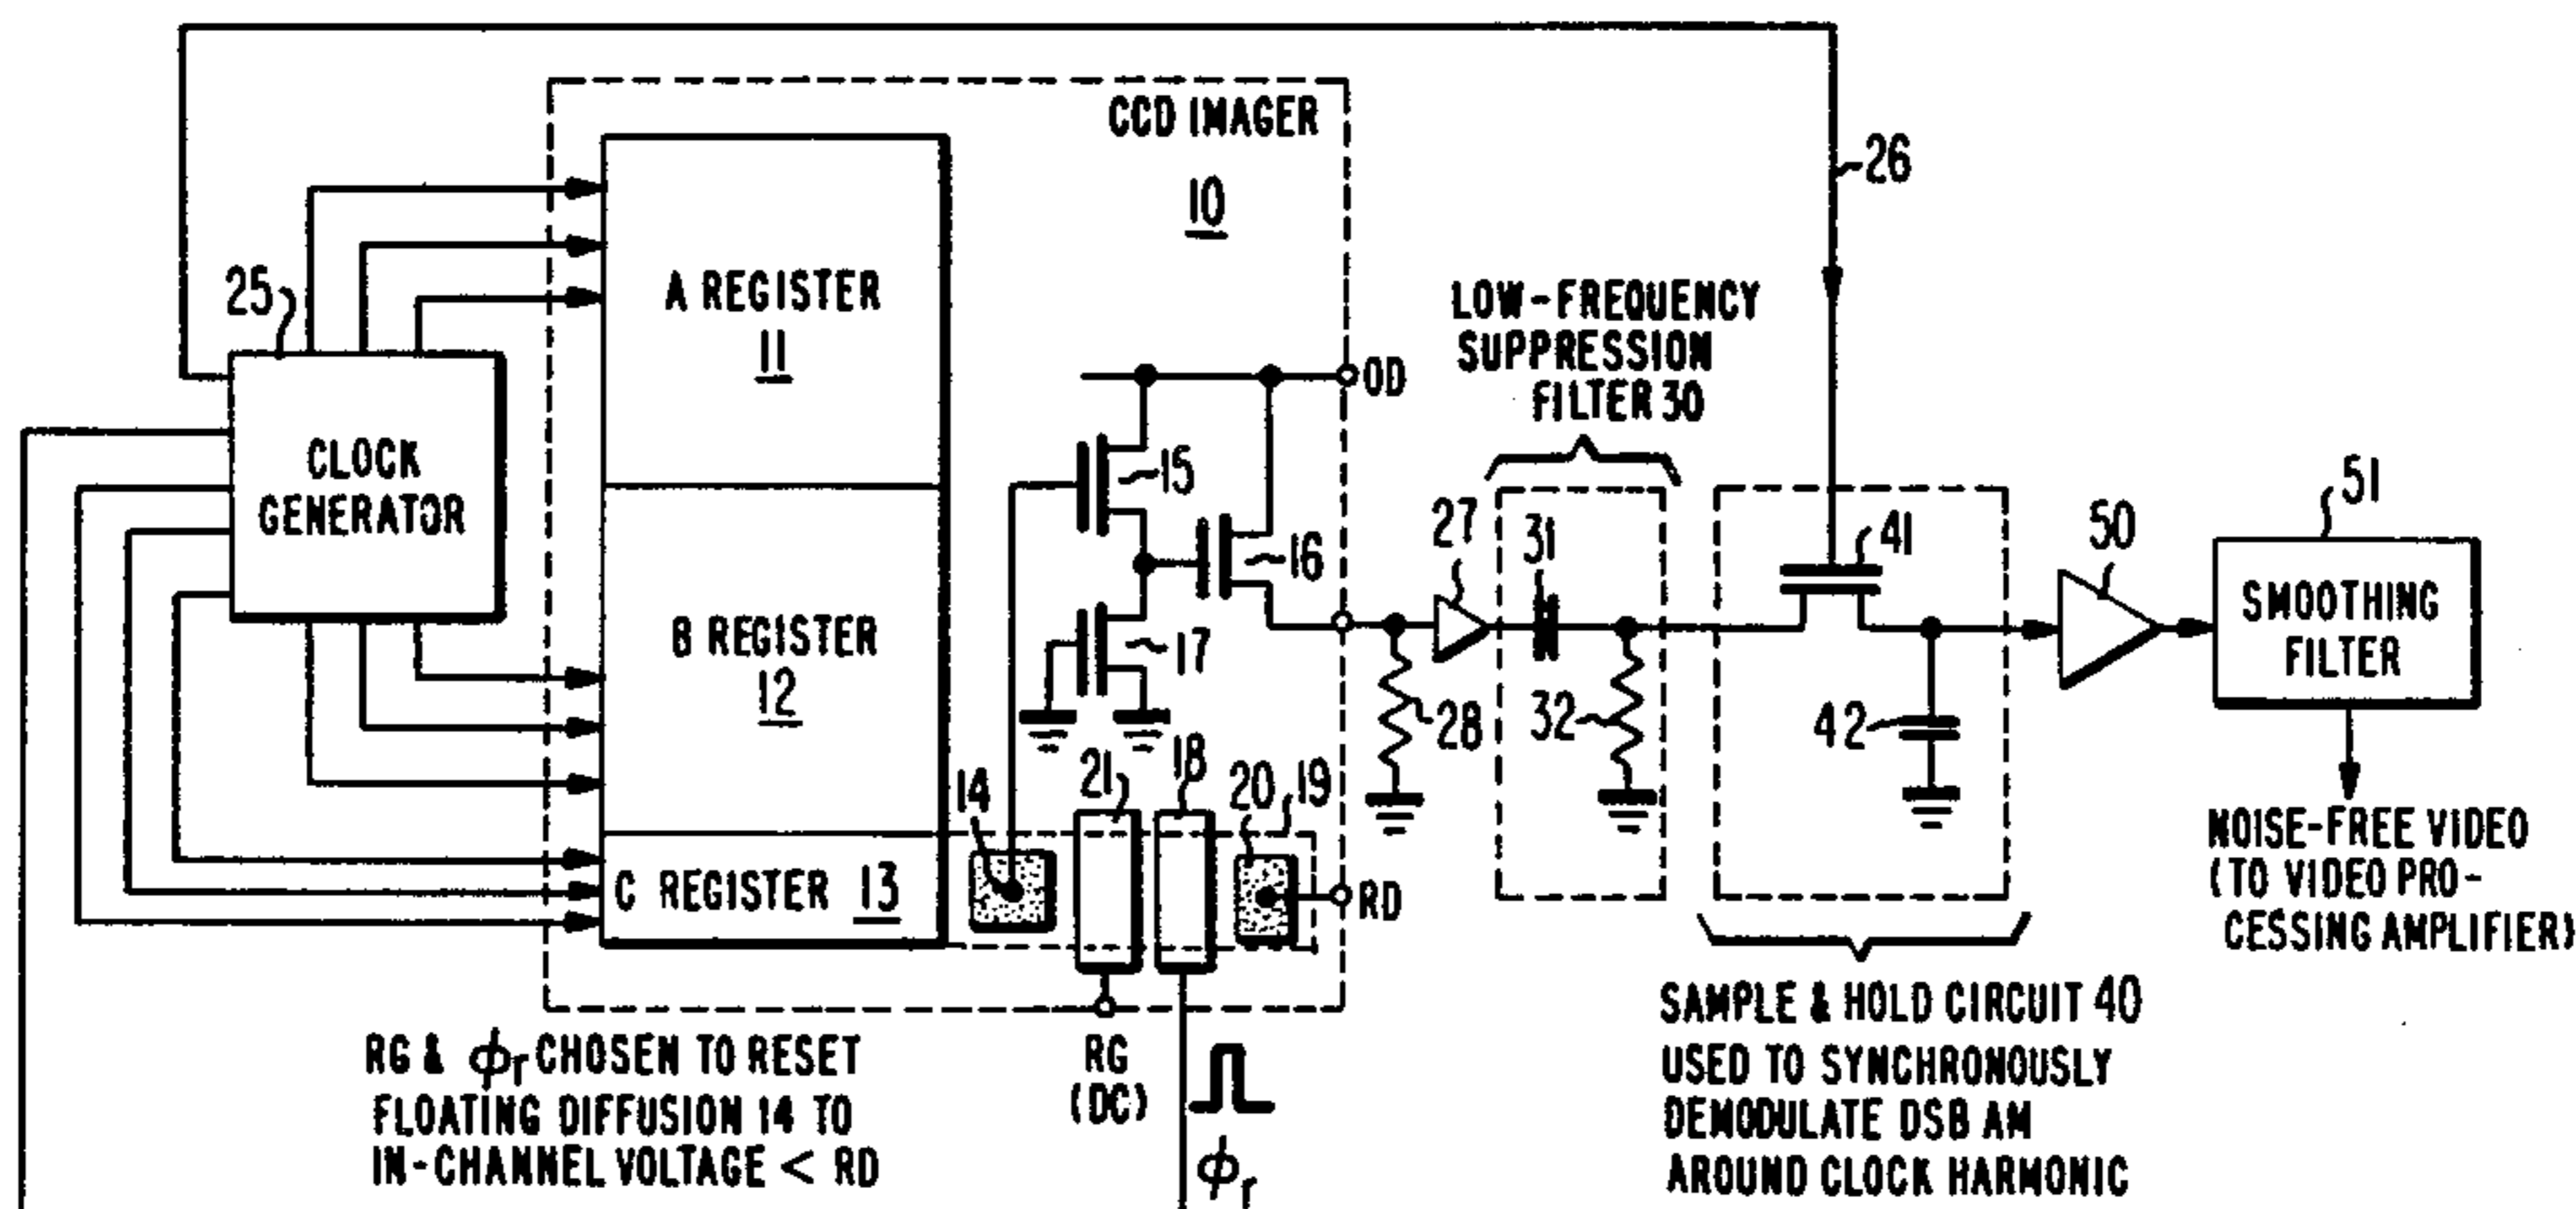 CCD IMAGER
10
26
25
A REGISTER
11
LOW-FREQUENCY
SUPPRESSION
FILTER 30
OD
CLOCK
GENERATOR
15
16
17
27
31
41
50
51
SMOOTHING
FILTER
B REGISTER
12
28
32
42
14
21
18
20
19
C REGISTER 13
RD
NOISE-FREE VIDEO
(TO VIDEO PRO-
CESSING AMPLIFIER)
RG & ϕr CHOSEN TO RESET
FLOATING DIFFUSION 14 TO
IN-CHANNEL VOLTAGE < RD
RG
(DC)
ϕr
SAMPLE & HOLD CIRCUIT 40
USED TO SYNCHRONOUSLY
DEMODULATE DSB AM
AROUND CLOCK HARMONIC